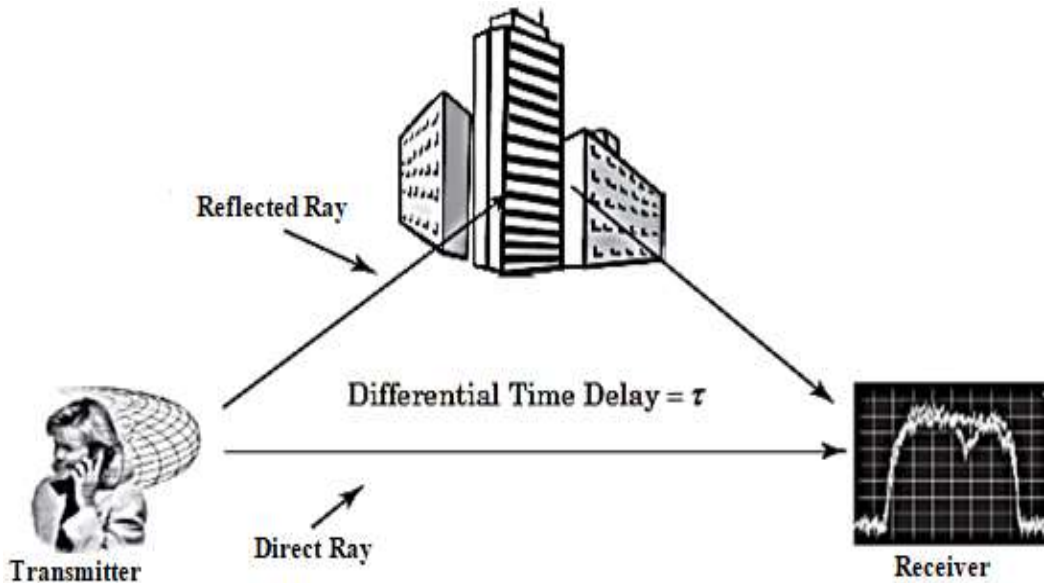 Reflected Ray
Differential Time Delay = τ
Direct Ray
Transmitter
Receiver